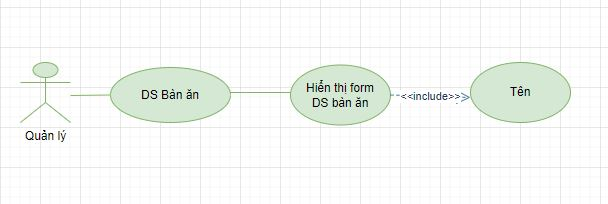 DS Bàn ăn
Hiển thị form
DS bàn ăn
<<include>>
Tên
Quản lý